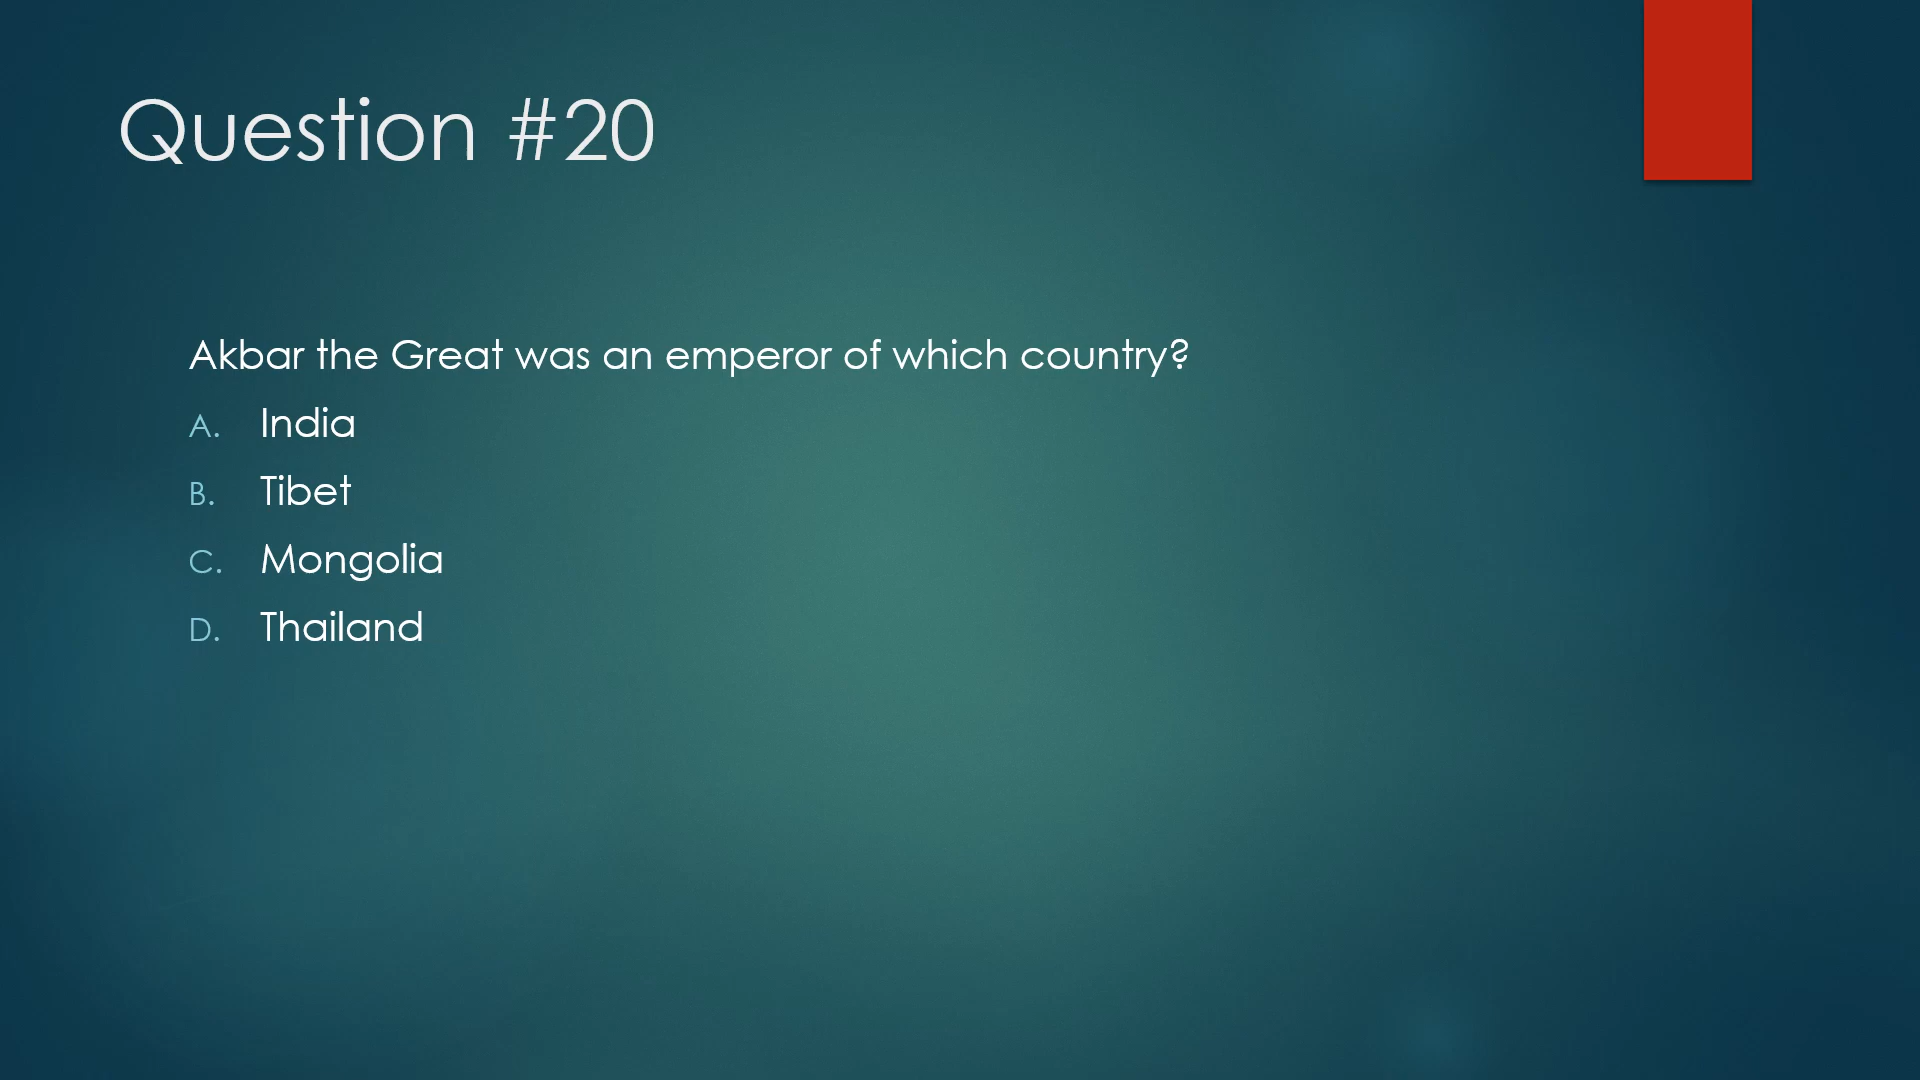 Question #20
Akbar the Great was an emperor of which country?
A. India
B. Tibet
C. Mongolia
D. Thailand